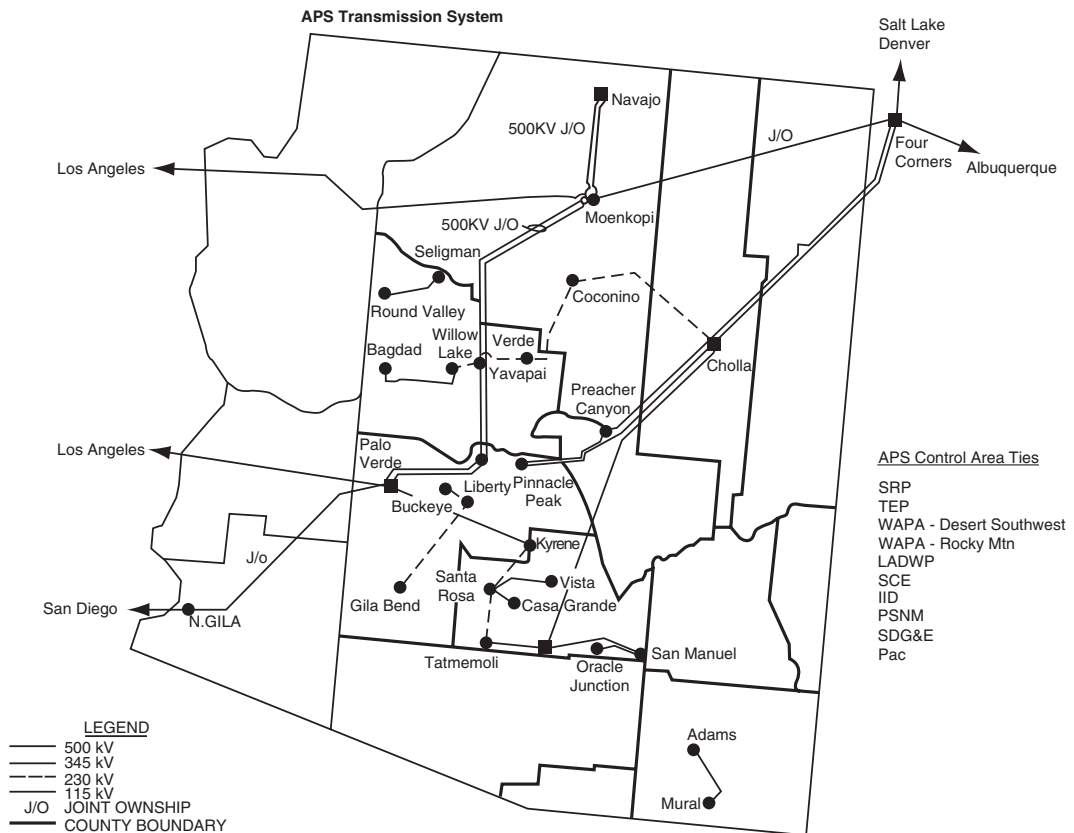 APS Transmission System
Salt Lake
Denver
Navajo
500KV J/O
J/O
Four
Corners
Albuquerque
Los Angeles
Moenkopi
500KV J/O
Seligman
Round Valley
Coconino
Willow
Lake
Verde
Bagdad
Yavapai
Cholla
Preacher
Canyon
Los Angeles
Palo
Verde
Liberty
Pinnacle
Peak
Buckeye
Kyrene
J/o
Santa
Rosa
Vista
Gila Bend
Casa Grande
San Diego
N.GILA
Tatmemoli
San Manuel
Oracle
Junction
Adams
Mural
APS Control Area Ties
SRP
TEP
WAPA - Desert Southwest
WAPA - Rocky Mtn
LADWP
SCE
IID
PSNM
SDG&E
Pac
LEGEND
500 kV
345 kV
230 kV
115 kV
J/O JOINT OWNSHIP
COUNTY BOUNDARY